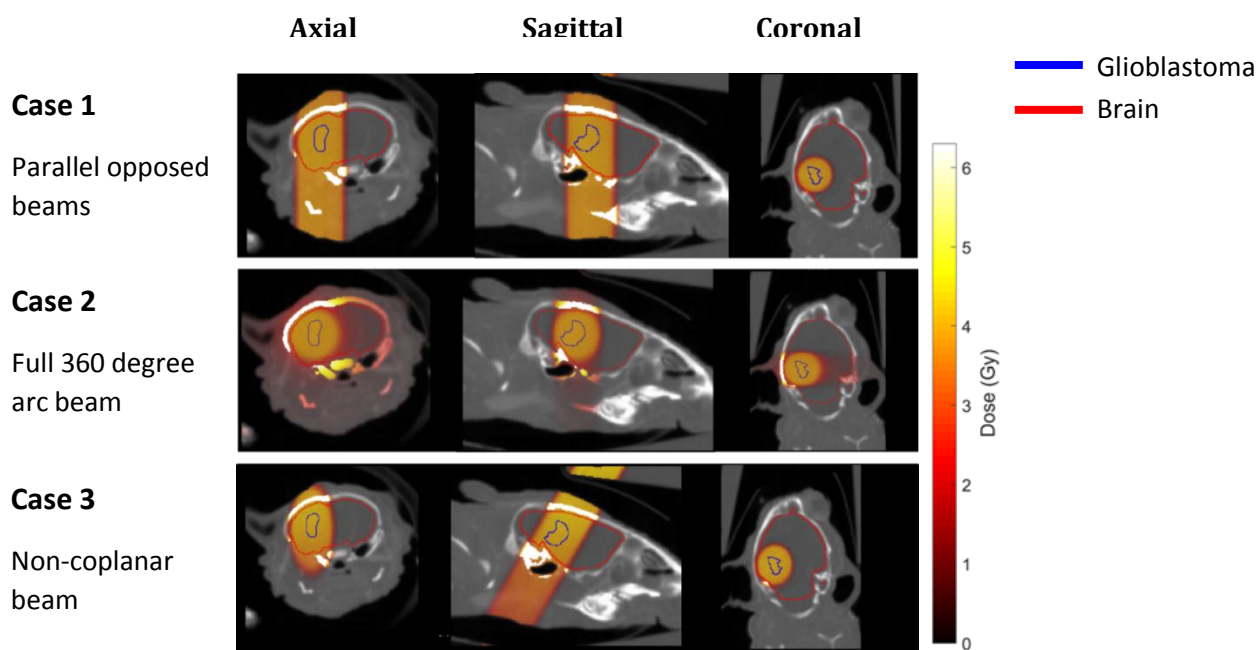 Axial Sagittal Coronal
Glioblastoma
Brain
Case 1
Parallel opposed
beams
Case 2
Full 360 degree
arc beam
Case 3
Non-coplanar
beam
6
5
4
3
2
1
0
Dose (Gy)